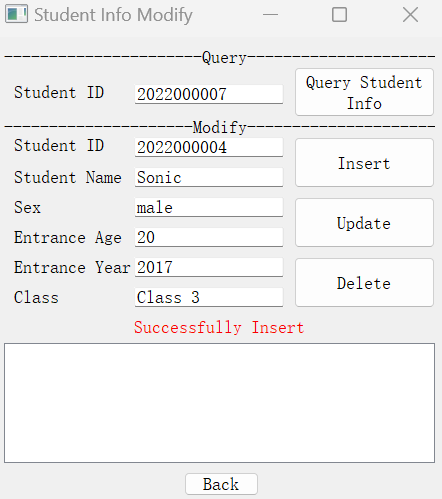 Student Info Modify
----------------------Query---------------------
Student ID 2022000007 Query Student
Info
---------------------Modify---------------------
Student ID 2022000004
Insert
Student Name Sonic
Sex male
Update
Entrance Age 20
Entrance Year 2017
Delete
Class Class 3
Successfully Insert
Back